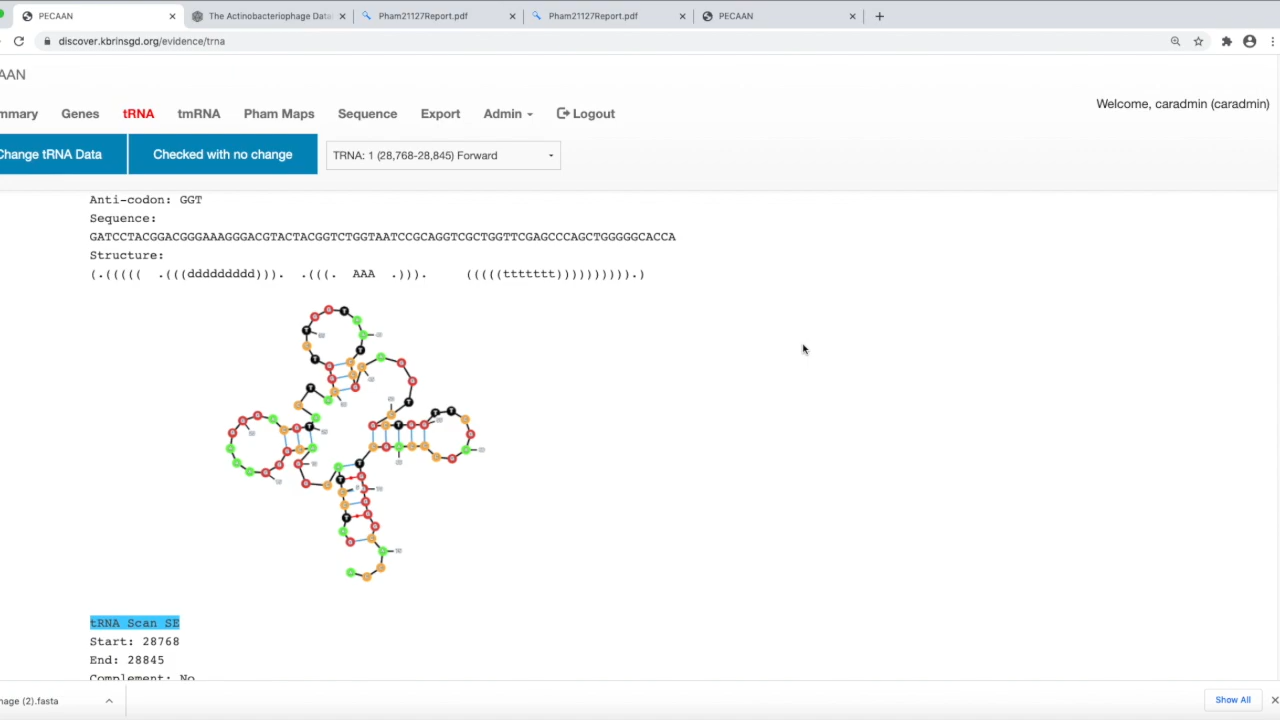 PECAAN
The Actinobacteriophage Data
Pham21127Report.pdf
Pham21127Report.pdf
PECAAN
discover.kbrinsgd.org/evidence/trna
AAN
Welcome, caradmin (caradmin)
mmary Genes tRNA tmRNA Pham Maps Sequence Export Admin Logout
Change tRNA Data
Checked with no change
TRNA: 1 (28,768-28,845) Forward
Anti-codon: GGT
Sequence:
GATCCTACGGACGGGAAAGGGACGTACTACGGTCTGGTAATCCGCAGGTCGCTGGTTCGAGCCCAGCTGGGGGCACCA
Structure:
(.((((( .(((ddddddddd))). .(((. AAA .))). (((((ttttttt)))))))))).)
tRNA Scan SE
Start: 28768
End: 28845
Complement: No
hage (2).fasta
Show All